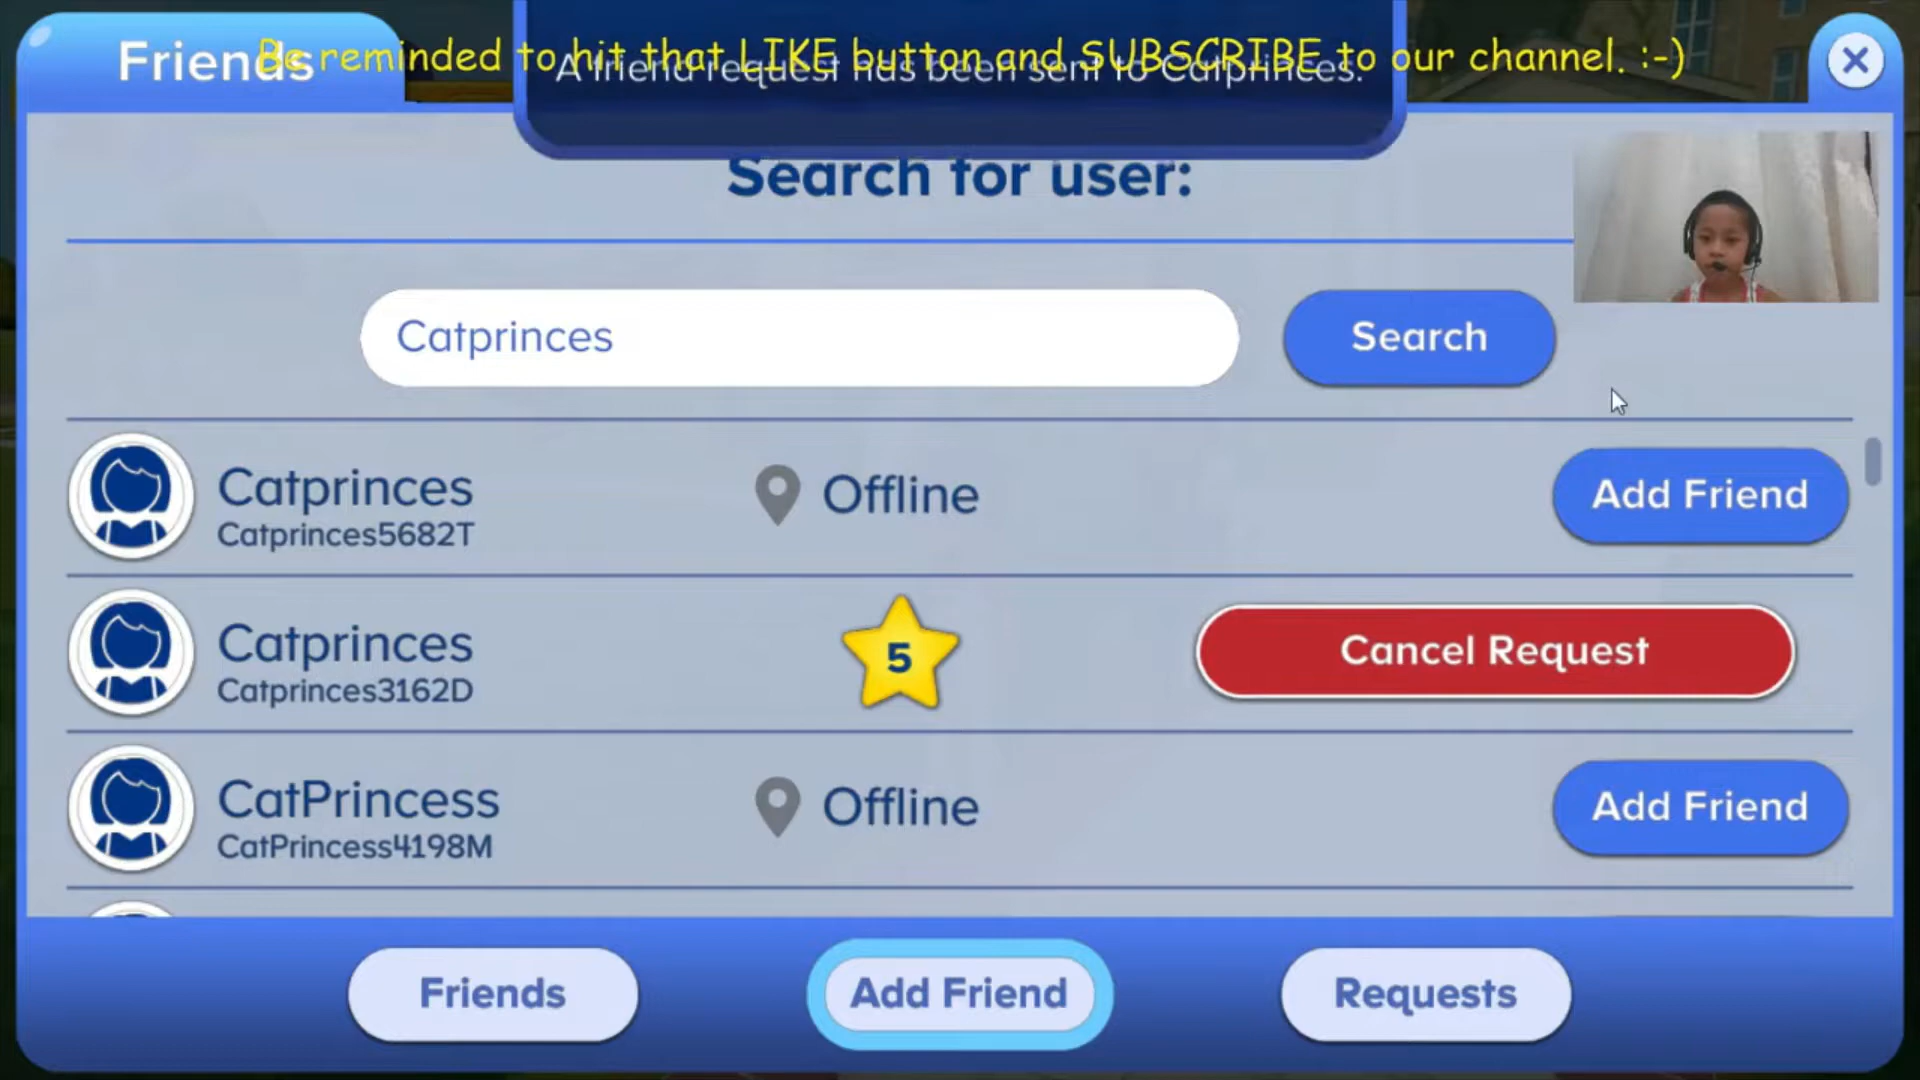 Friends
Be reminded to hit that LIKE button and SUBSCRIBE to our channel. :-)
A friend request has been sent to Catprinces.
Search for user:
Catprinces
Search
Catprinces
Catprinces5682T
Offline
Add Friend
Catprinces
Catprinces3162D
5
Cancel Request
CatPrincess
CatPrincess4198M
Offline
Add Friend
Friends
Add Friend
Requests